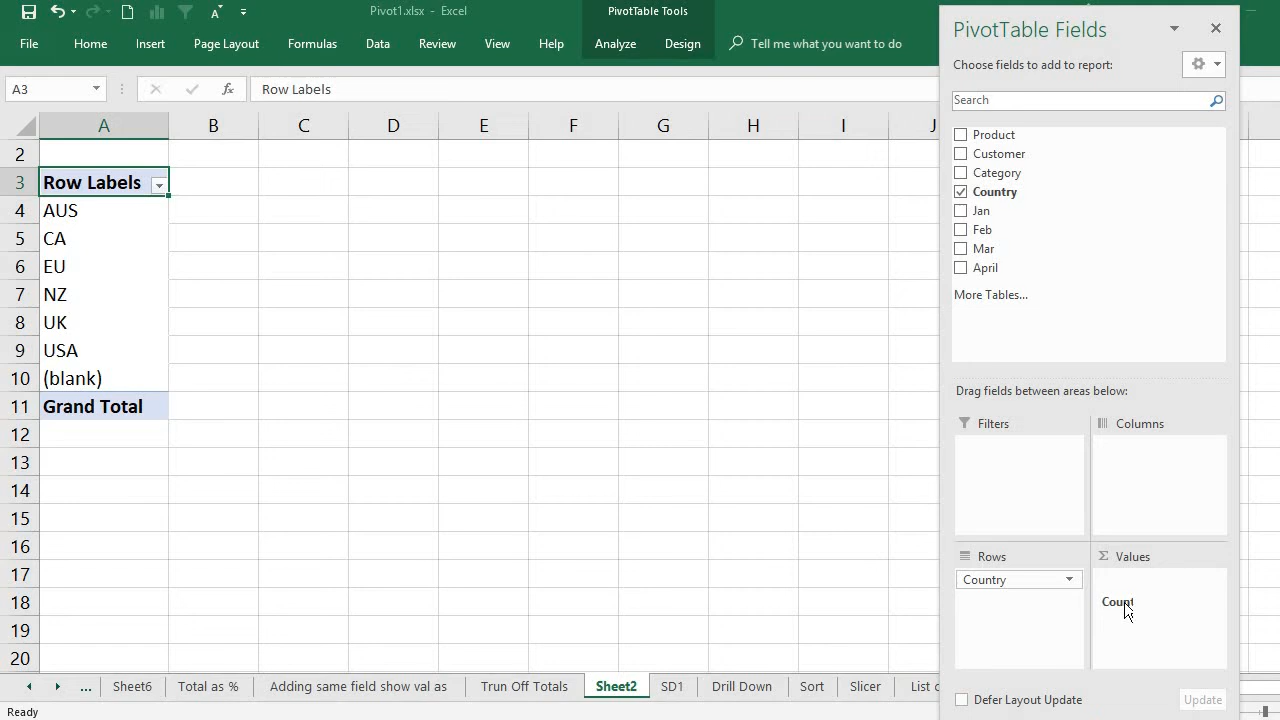 Pivot1.xlsx - Excel
PivotTable Tools
File Home Insert Page Layout Formulas Data Review View Help Analyze Design Tell me what you want to do
A3 fx Row Labels
A B C D E F G H I J
2
3 Row Labels
4 AUS
5 CA
6 EU
7 NZ
8 UK
9 USA
10 (blank)
11 Grand Total
12
13
14
15
16
17
18
19
20
... Sheet6 Total as % Adding same field show val as Trun Off Totals Sheet2 SD1 Drill Down Sort Slicer List c
Ready
PivotTable Fields
Choose fields to add to report:
Search
Product
Customer
Category
Country
Jan
Feb
Mar
April
More Tables...
Drag fields between areas below:
Filters
Columns
Rows
Σ Values
Country
Count
Defer Layout Update
Update